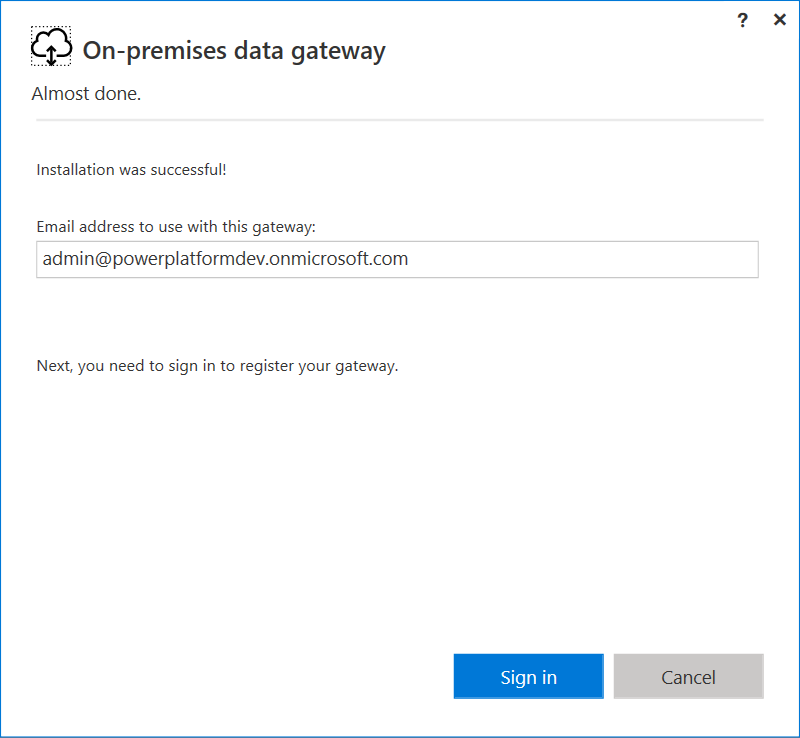 ?
On-premises data gateway
Almost done.
Installation was successful!
Email address to use with this gateway:
admin@powerplatformdev.onmicrosoft.com
Next, you need to sign in to register your gateway.
Sign in
Cancel